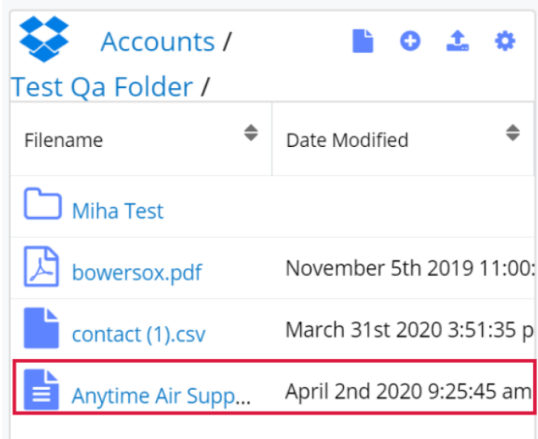 Accounts /
Test Qa Folder /
Filename Date Modified
Miha Test
bowersox.pdf November 5th 2019 11:00:
contact (1).csv March 31st 2020 3:51:35 p
Anytime Air Supp... April 2nd 2020 9:25:45 am